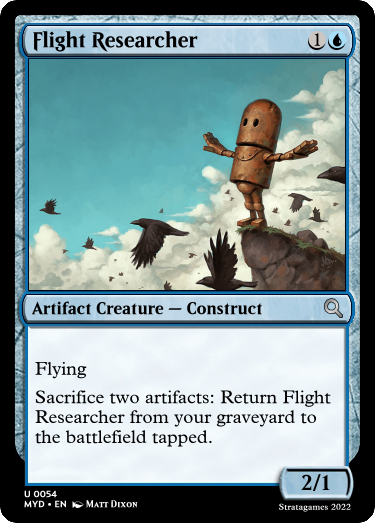 Flight Researcher 1
Artifact Creature — Construct
Flying
Sacrifice two artifacts: Return Flight
Researcher from your graveyard to
the battlefield tapped.
2/1
U 0054
MYD • EN Matt Dixon
Stratagames 2022